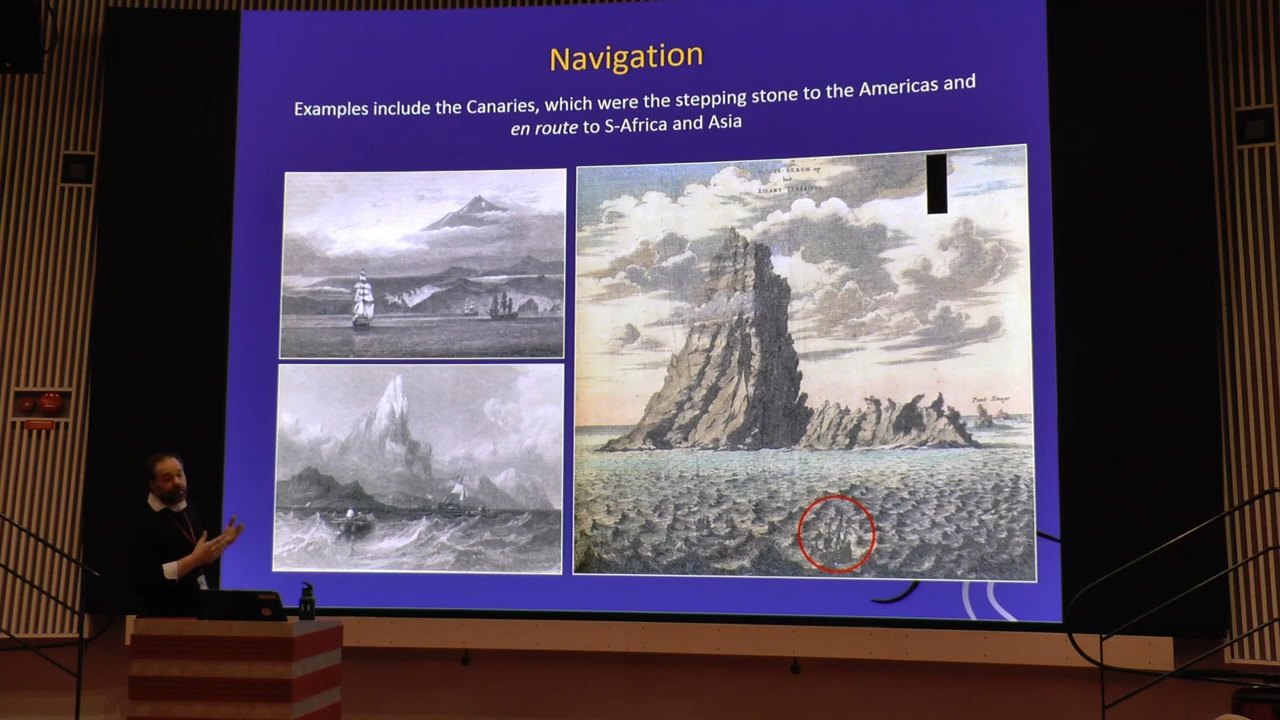 Navigation
Examples include the Canaries, which were the stepping stone to the Americas and
en route to S-Africa and Asia
het